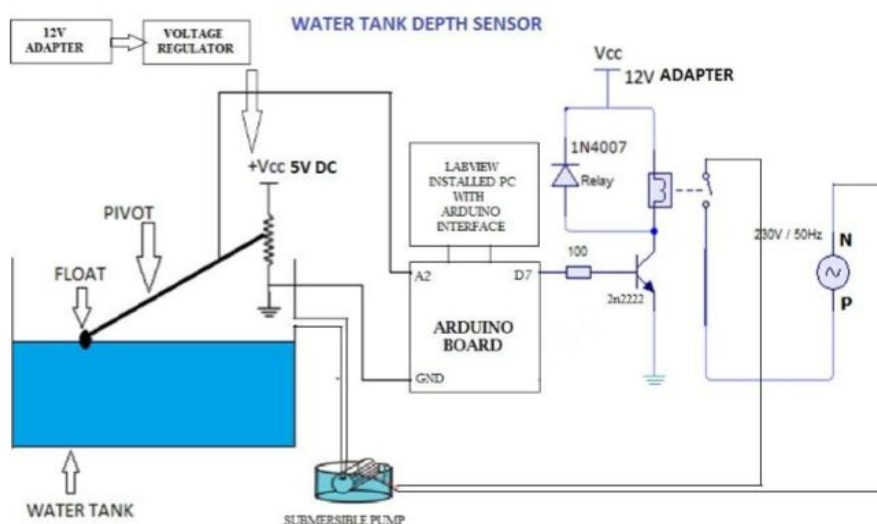 WATER TANK DEPTH SENSOR
12V
ADAPTER
VOLTAGE
REGULATOR
Vcc
12V ADAPTER
+Vcc 5V DC
1N4007
Relay
LABVIEW
INSTALLED PC
WITH
ARDUINO
INTERFACE
PIVOT
FLOAT
230V / 50Hz
N
P
100
A2
D7
2n2222
ARDUINO
BOARD
GND
WATER TANK
SUBMERSIBLE PUMP